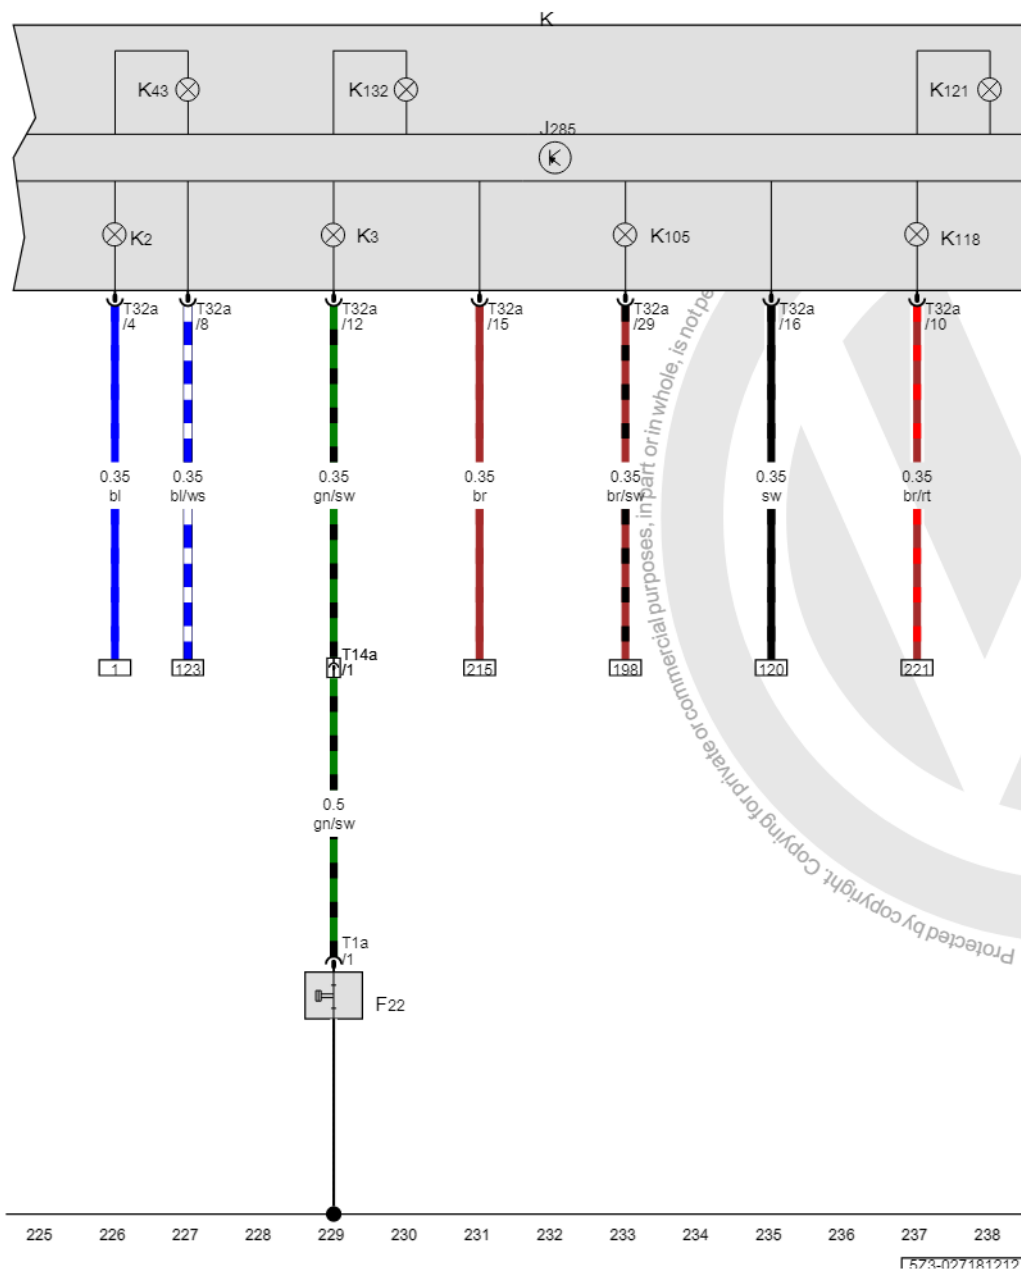 K
K43
K132
K121
J285
K2
K3
K105
K118
T32a
/4
T32a
/8
T32a
/12
T32a
/15
T32a
/29
T32a
/16
T32a
/10
0.35
bl
0.35
bl/ws
0.35
gn/sw
0.35
br
0.35
br/sw
0.35
sw
0.35
br/rt
1
123
T14a
/1
215
198
120
221
0.5
gn/sw
T1a
/1
F22
Protected by copyright. Copying for private or commercial purposes, in part or in whole, is not pe
225 226 227 228 229 230 231 232 233 234 235 236 237 238
573-027181212